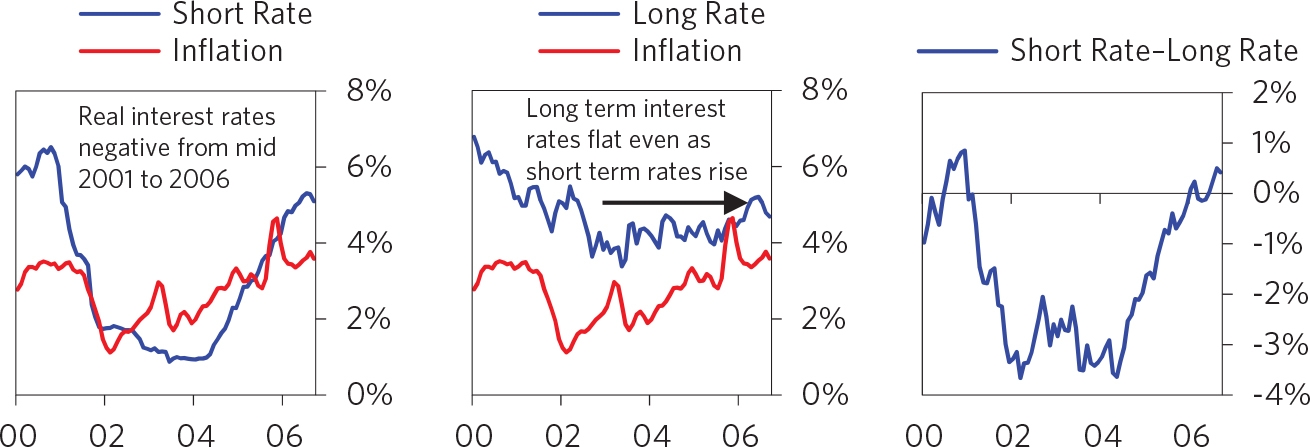 Short Rate
Inflation
Real interest rates
negative from mid
2001 to 2006
8%
6%
4%
2%
0%
00 02 04 06
Long Rate
Inflation
Long term interest
rates flat even as
short term rates rise
8%
6%
4%
2%
0%
00 02 04 06
Short Rate–Long Rate
2%
1%
0%
-1%
-2%
-3%
-4%
00 02 04 06